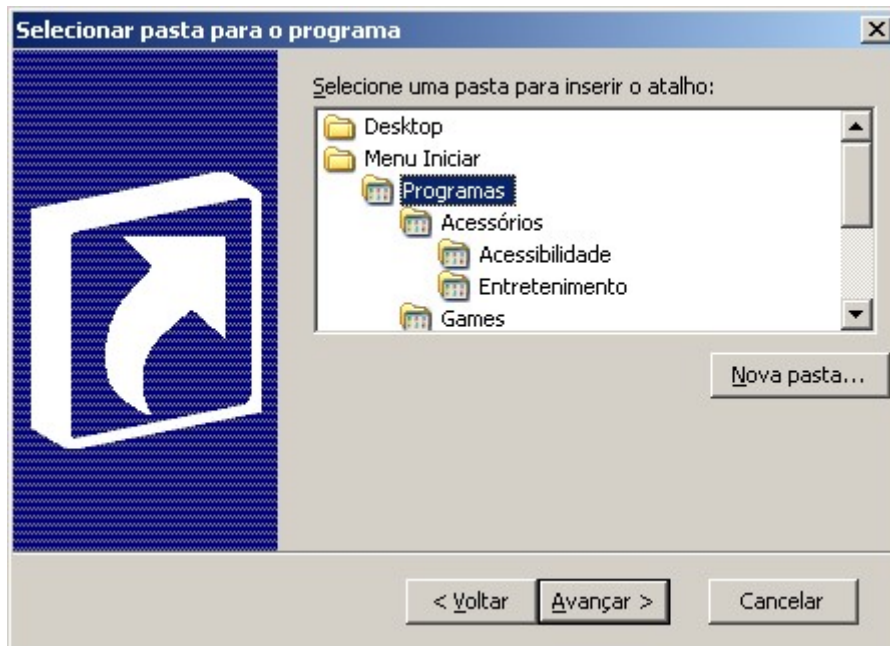 Selecionar pasta para o programa
Selecione uma pasta para inserir o atalho:
Desktop
Menu Iniciar
Programas
Acessórios
Acessibilidade
Entretenimento
Games
Nova pasta...
< Voltar Avançar > Cancelar